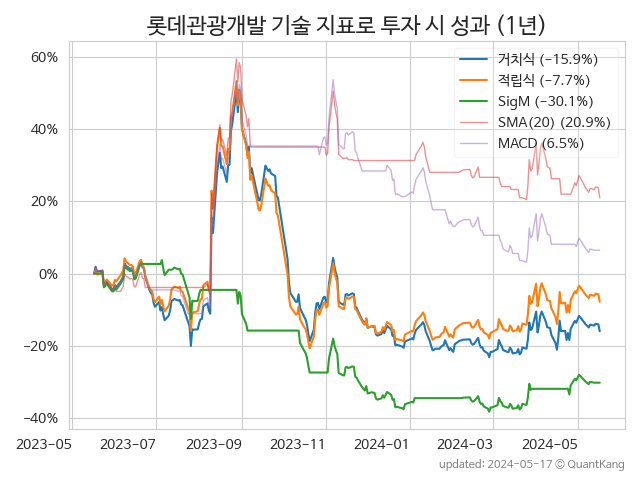 롯데관광개발 기술 지표로 투자 시 성과 (1년)
거치식 (-15.9%)
적립식 (-7.7%)
SigM (-30.1%)
SMA(20) (20.9%)
MACD (6.5%)
60%
40%
20%
0%
−20%
−40%
2023-05 2023-07 2023-09 2023-11 2024-01 2024-03 2024-05
updated: 2024-05-17 © QuantKang